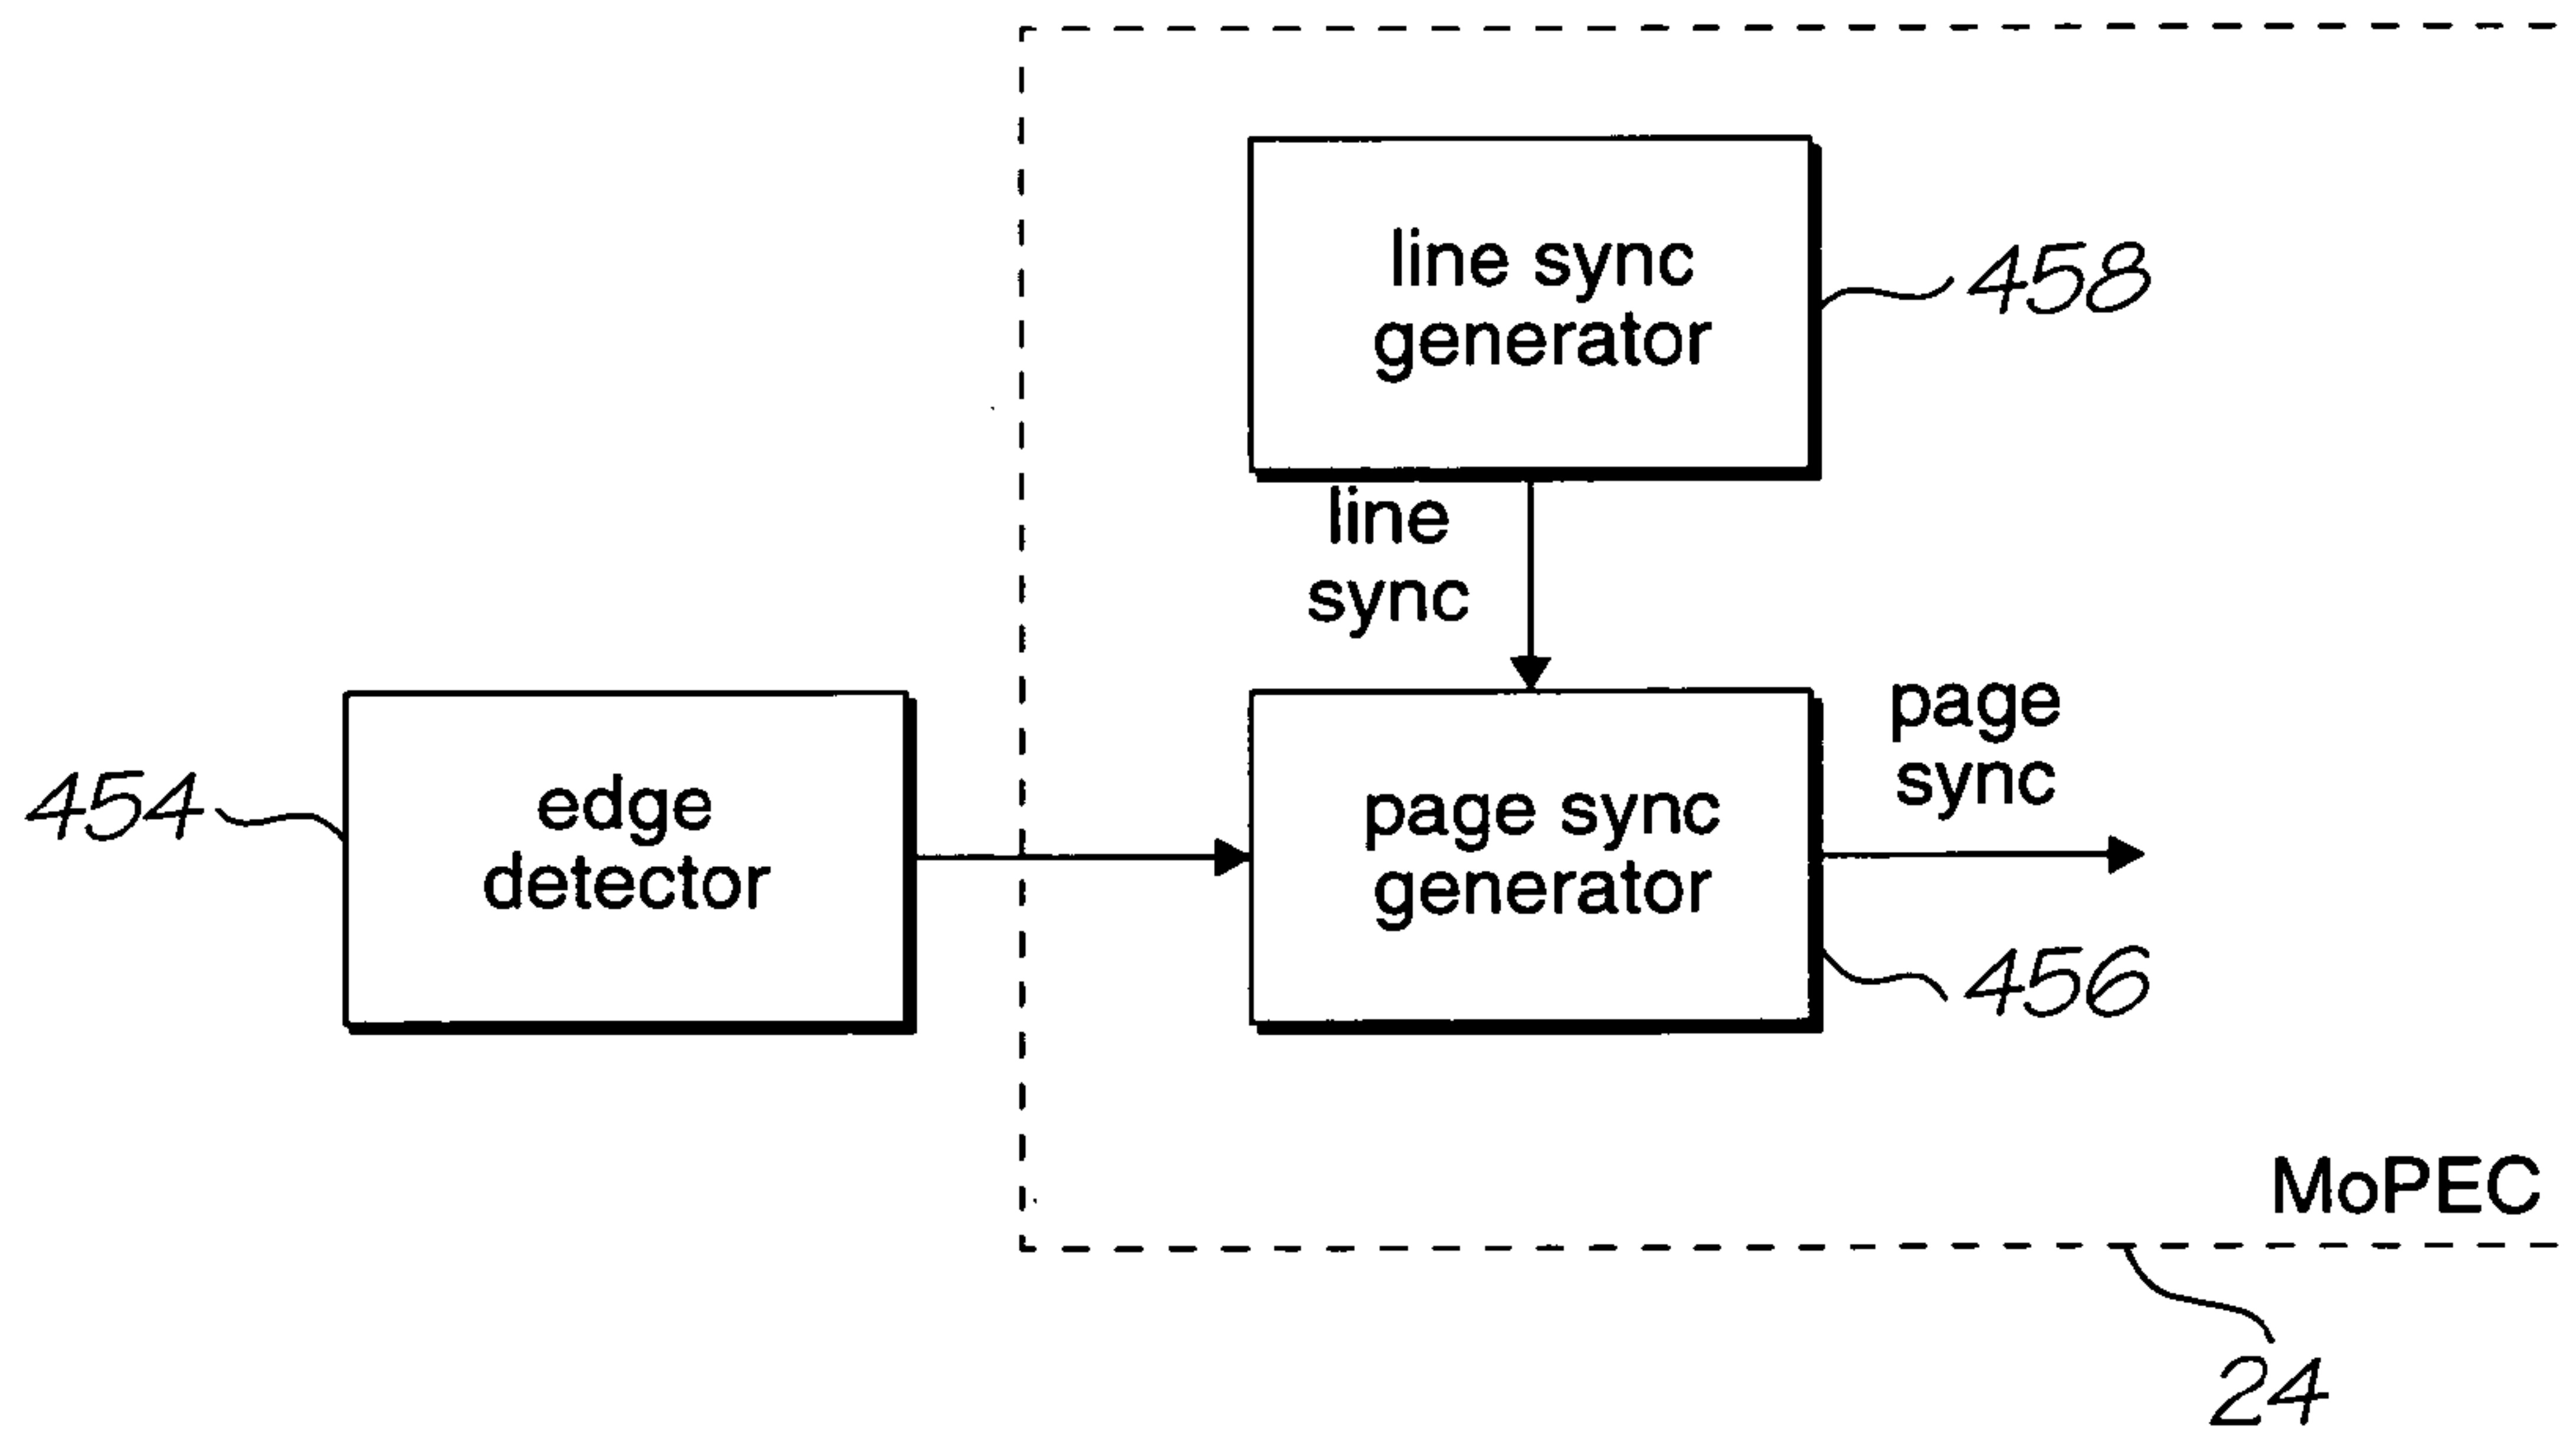 line sync
generator
458
line
sync
page
sync
454
edge
detector
page sync
generator
456
MoPEC
24